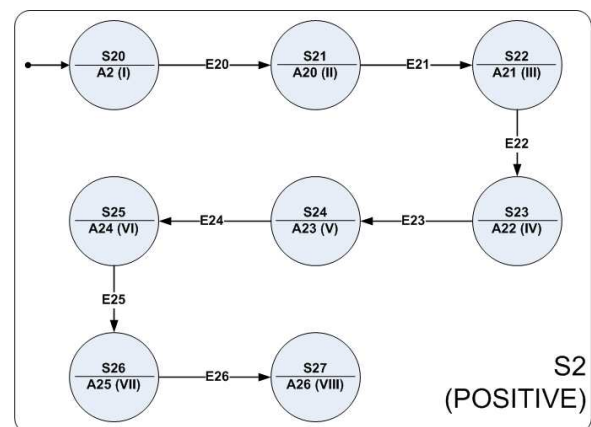 S20
A2 (I)
E20
S21
A20 (II)
E21
S22
A21 (III)
E22
S23
A22 (IV)
E23
S24
A23 (V)
E24
S25
A24 (VI)
E25
S26
A25 (VII)
E26
S27
A26 (VIII)
S2
(POSITIVE)